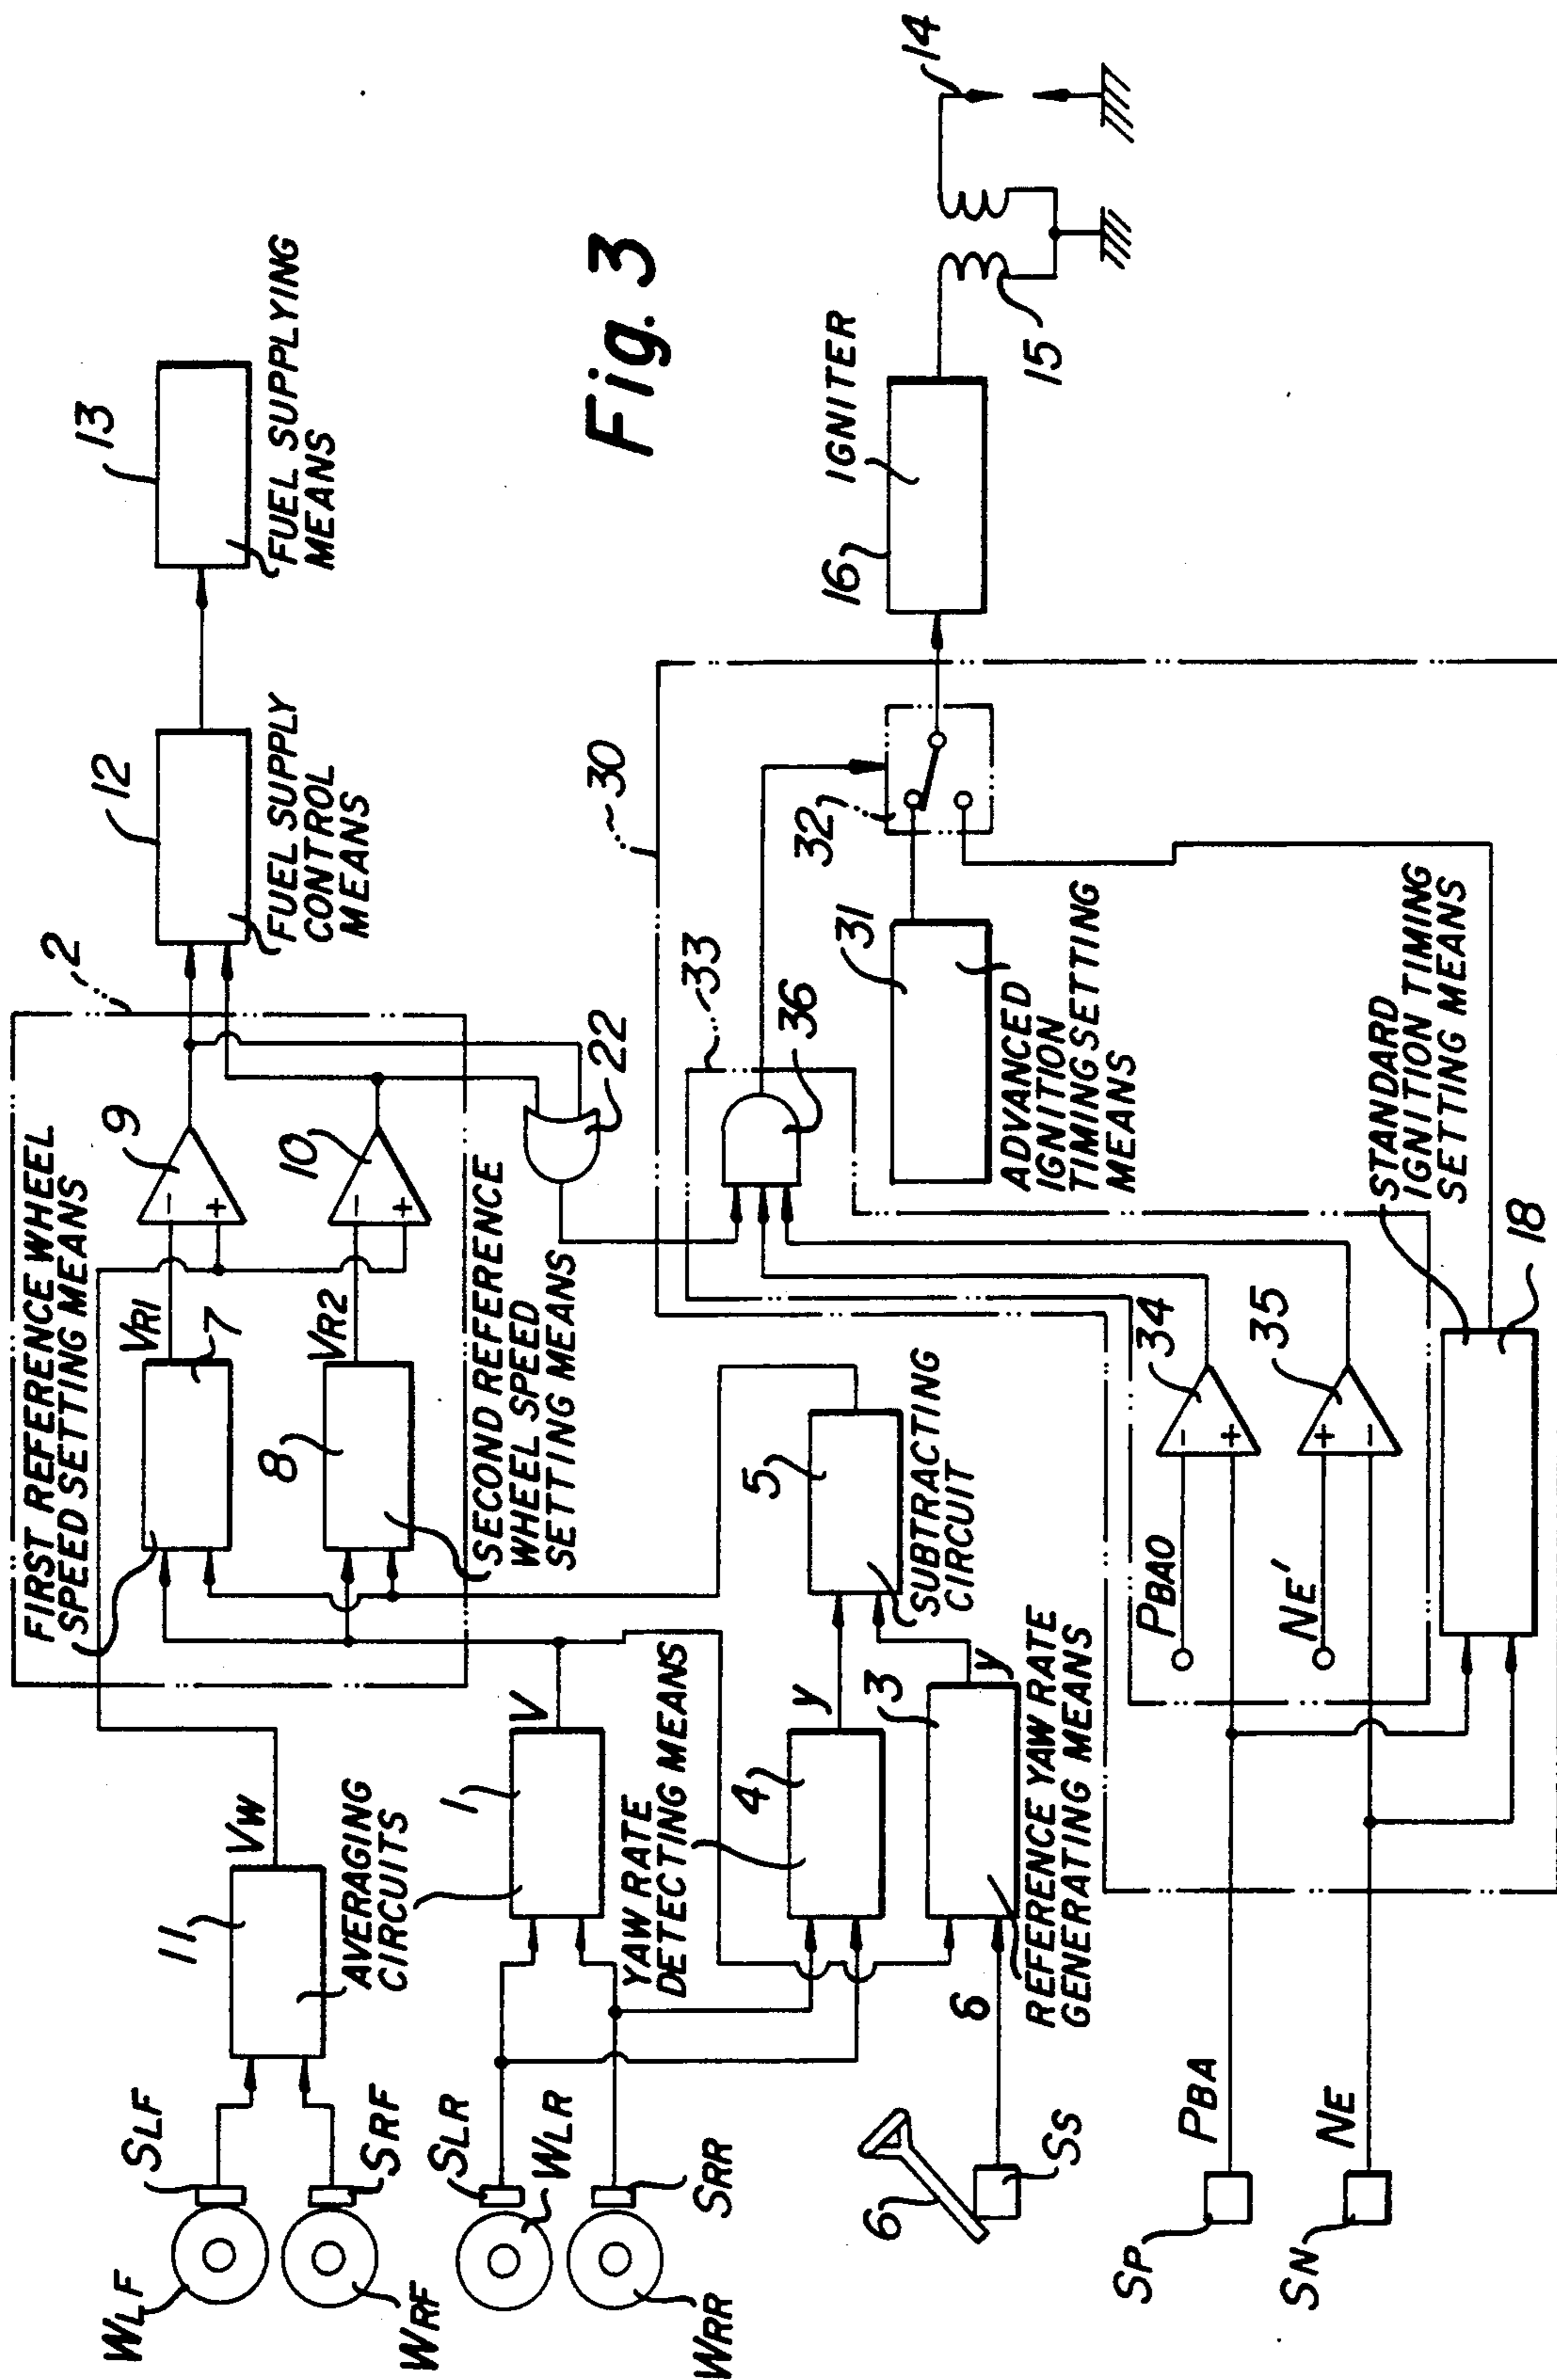 Fig. 3
FIRST REFERENCE WHEEL
SPEED SETTING MEANS
2
12
13
VR1
7
9
FUEL SUPPLY
CONTROL
MEANS
FUEL SUPPLYING
MEANS
VR2
8
10
SECOND REFERENCE
WHEEL SPEED
SETTING MEANS
22
WLF
SLF
WRF
SRF
11
VW
AVERAGING
CIRCUITS
SLR
WLR
SRR
WRR
1
V
YAW RATE
DETECTING MEANS
4
y
5
SUBTRACTING
CIRCUIT
3
y
6
SS
6
REFERENCE YAW RATE
GENERATING MEANS
30
33
36
32
31
ADVANCED
IGNITION
TIMING SETTING
MEANS
16
IGNITER
15
14
SP
PBA
SN
NE
PBAO
34
NE'
35
STANDARD
IGNITION TIMING
SETTING MEANS
18